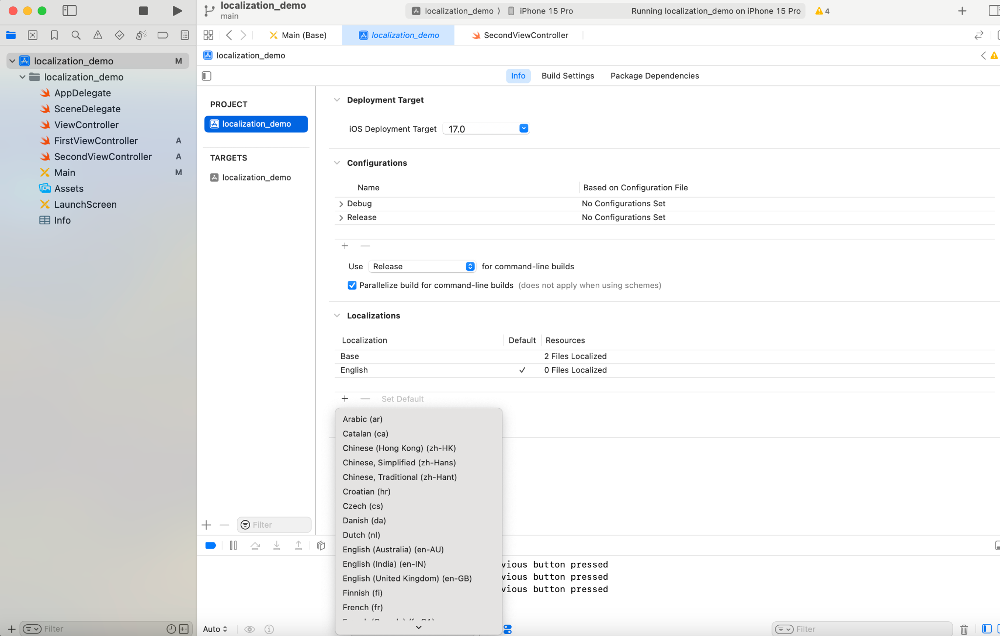 localization_demo
main
localization_demo
iPhone 15 Pro
Running localization_demo on iPhone 15 Pro
4
Main (Base)
localization_demo
SecondViewController
localization_demo M
localization_demo
AppDelegate
SceneDelegate
ViewController
FirstViewController A
SecondViewController A
Main M
Assets
LaunchScreen
Info
Filter
localization_demo
Info
Build Settings
Package Dependencies
PROJECT
localization_demo
TARGETS
localization_demo
Filter
Deployment Target
iOS Deployment Target 17.0
Configurations
Name Based on Configuration File
Debug No Configurations Set
Release No Configurations Set
Use Release for command-line builds
Parallelize build for command-line builds (does not apply when using schemes)
Localizations
Localization Default Resources
Base 2 Files Localized
English 0 Files Localized
Set Default
Arabic (ar)
Catalan (ca)
Chinese (Hong Kong) (zh-HK)
Chinese, Simplified (zh-Hans)
Chinese, Traditional (zh-Hant)
Croatian (hr)
Czech (cs)
Danish (da)
Dutch (nl)
English (Australia) (en-AU)
English (India) (en-IN)
English (United Kingdom) (en-GB)
Finnish (fi)
French (fr)
vious button pressed
vious button pressed
vious button pressed
Auto
Filter